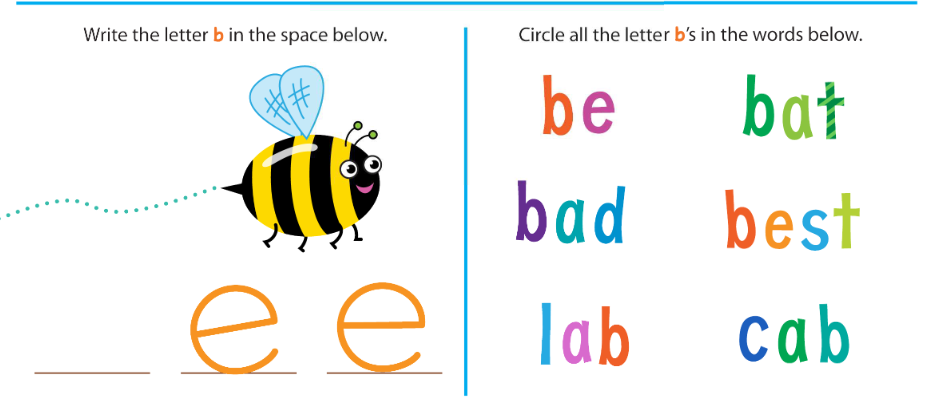 Write the letter b in the space below.
e e
Circle all the letter b's in the words below.
be bat
bad best
lab cab